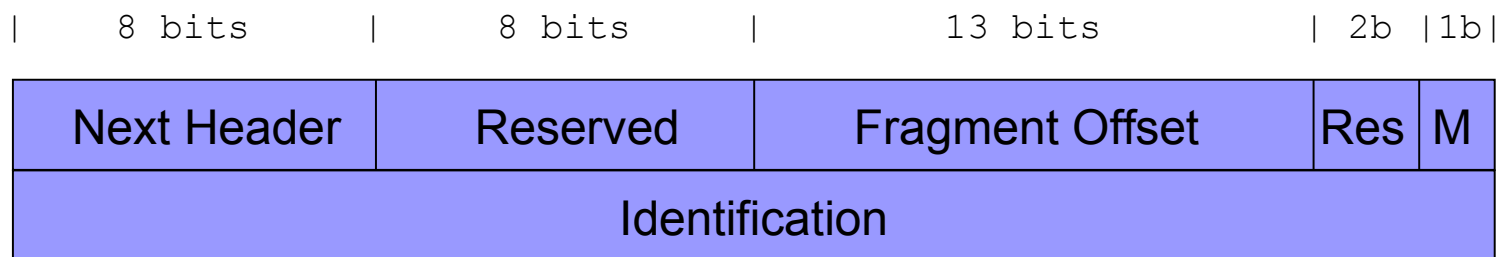 | 8 bits | 8 bits | 13 bits | 2b |1b|
Next Header Reserved Fragment Offset Res M
Identification